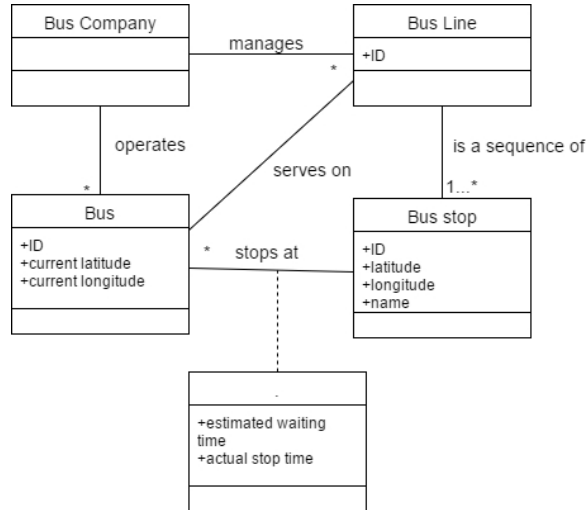 Bus Company
Bus Line
manages
+ID
*
operates
is a sequence of
serves on
*
1...*
Bus
Bus stop
+ID
+current latitude
+current longitude
*
stops at
+ID
+latitude
+longitude
+name
.
+estimated waiting
time
+actual stop time